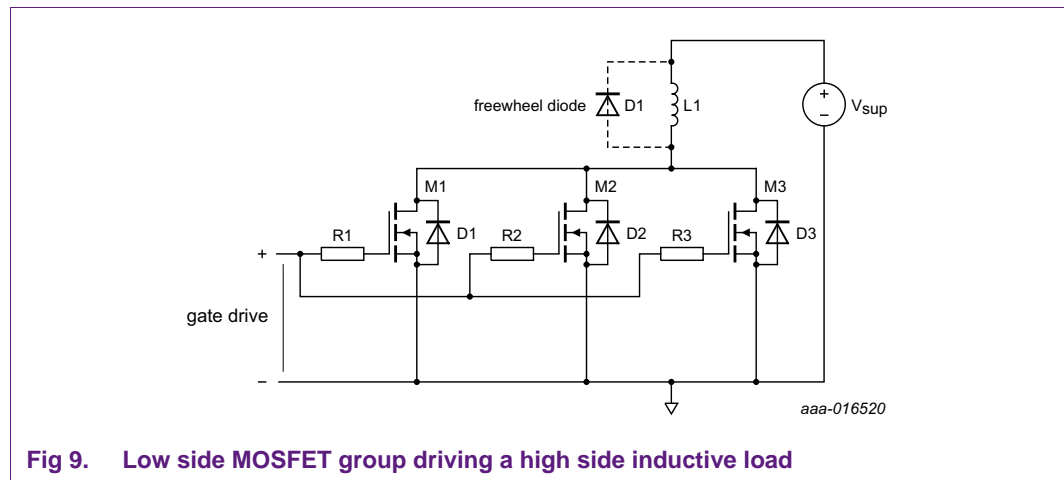 freewheel diode
D1
L1
+
−
Vsup
M1
M2
M3
R1
D1
R2
D2
R3
D3
+
gate drive
−
aaa-016520
Fig 9. Low side MOSFET group driving a high side inductive load